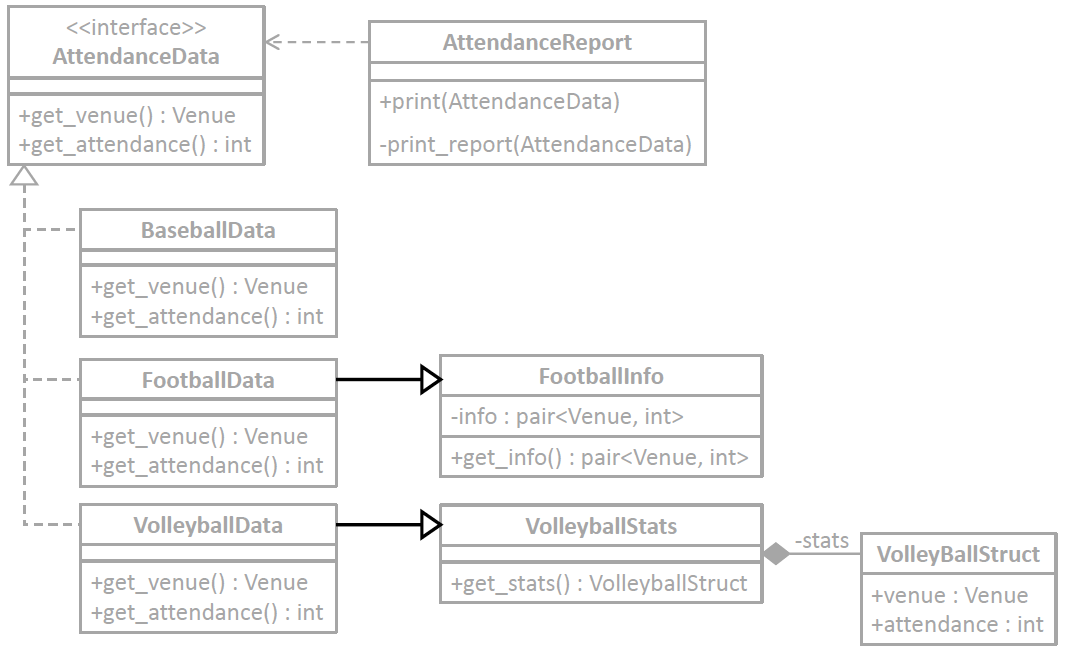 <<interface>>
AttendanceData
+get_venue() : Venue
+get_attendance() : int
AttendanceReport
+print(AttendanceData)
-print_report(AttendanceData)
BaseballData
+get_venue() : Venue
+get_attendance() : int
FootballData
+get_venue() : Venue
+get_attendance() : int
FootballInfo
-info : pair<Venue, int>
+get_info() : pair<Venue, int>
VolleyballData
+get_venue() : Venue
+get_attendance() : int
VolleyballStats
+get_stats() : VolleyballStruct
-stats
VolleyBallStruct
+venue : Venue
+attendance : int